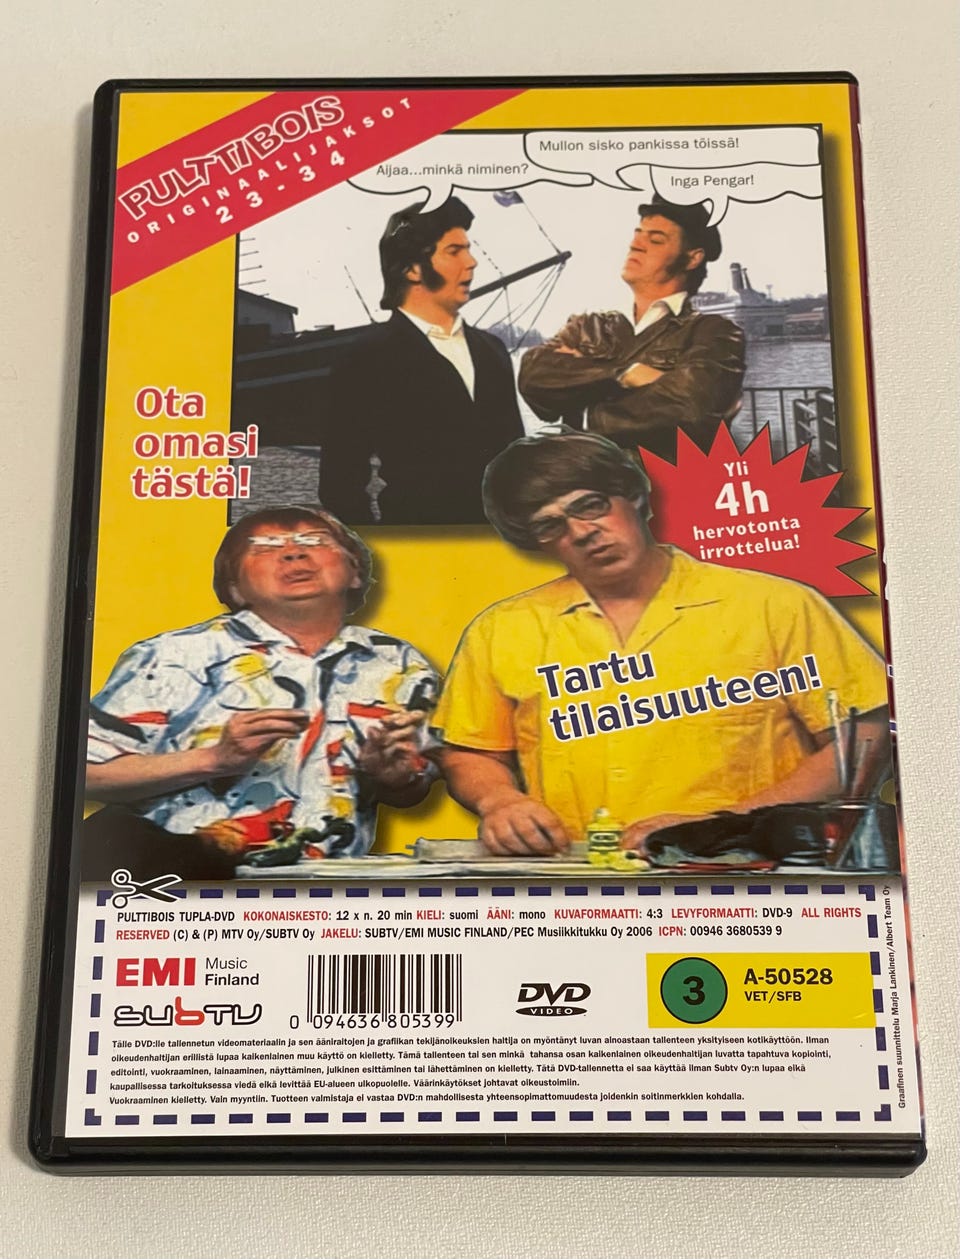 PULTTIBOIS
ORIGINAALIJAKSOT
23-34
Mullon sisko pankissa töissä!
Aijaa...minkä niminen?
Inga Pengar!
Ota
omasi
tästä!
Yli
4h
hervotonta
irrottelua!
Tartu
tilaisuuteen!
PULTTIBOIS TUPLA-DVD KOKONAISKESTO: 12 x n. 20 min KIELI: suomi ÄÄNI: mono KUVAFORMAATTI: 4:3 LEVYFORMAATTI: DVD-9 ALL RIGHTS
RESERVED (C) & (P) MTV Oy/SUBTV Oy JAKELU: SUBTV/EMI MUSIC FINLAND/PEC Musiikkitukku Oy 2006 ICPN: 00946 3680539 9
EMI Music
Finland
SUBTV
0 094636 805399
DVD
VIDEO
3
A-50528
VET/SFB
Tälle DVD:lle tallennetun videomateriaalin ja sen ääniraitojen ja grafiikan tekijänoikeuksien haltija on myöntänyt luvan ainoastaan tallenteen yksityiseen kotikäyttöön. Ilman
oikeudenhaltijan erillistä lupaa kaikenlainen muu käyttö on kielletty. Tämä tallenteen tai sen minkä tahansa osan kaikenlainen oikeudenhaltijan luvatta tapahtuva kopiointi,
editointi, vuokraaminen, lainaaminen, näyttäminen, julkinen esittäminen tai lähettäminen on kielletty. Tätä DVD-tallennetta ei saa käyttää ilman Subtv Oy:n lupaa eikä
kaupallisessa tarkoituksessa viedä eikä levittää EU-alueen ulkopuolelle. Väärinkäytökset johtavat oikeustoimiin.
Vuokraaminen kielletty. Vain myyntiin. Tuotteen valmistaja ei vastaa DVD:n mahdollisesta yhteensopimattomuudesta joidenkin soitinmerkkien kohdalla.
Graafinen suunnittelu Marja Lankinen/Albert Team Oy